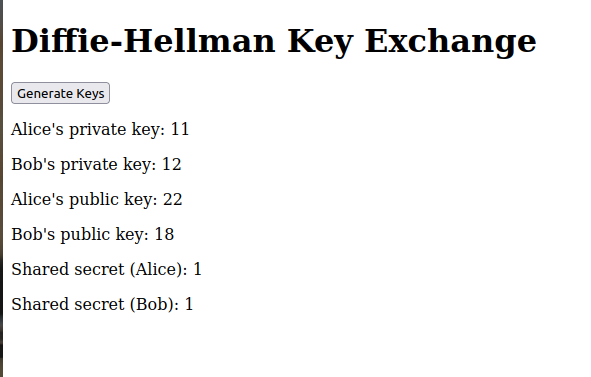 Diffie-Hellman Key Exchange
Generate Keys
Alice's private key: 11
Bob's private key: 12
Alice's public key: 22
Bob's public key: 18
Shared secret (Alice): 1
Shared secret (Bob): 1